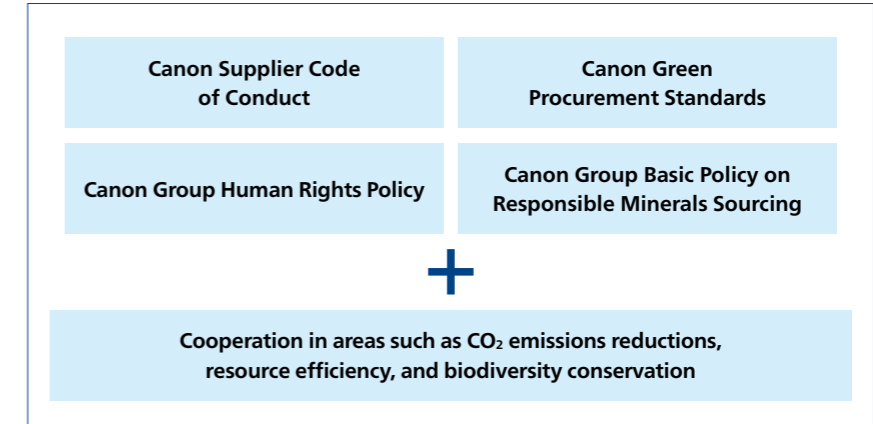 Canon Supplier Code
of Conduct
Canon Green
Procurement Standards
Canon Group Human Rights Policy
Canon Group Basic Policy on
Responsible Minerals Sourcing
+
Cooperation in areas such as CO₂ emissions reductions,
resource efficiency, and biodiversity conservation